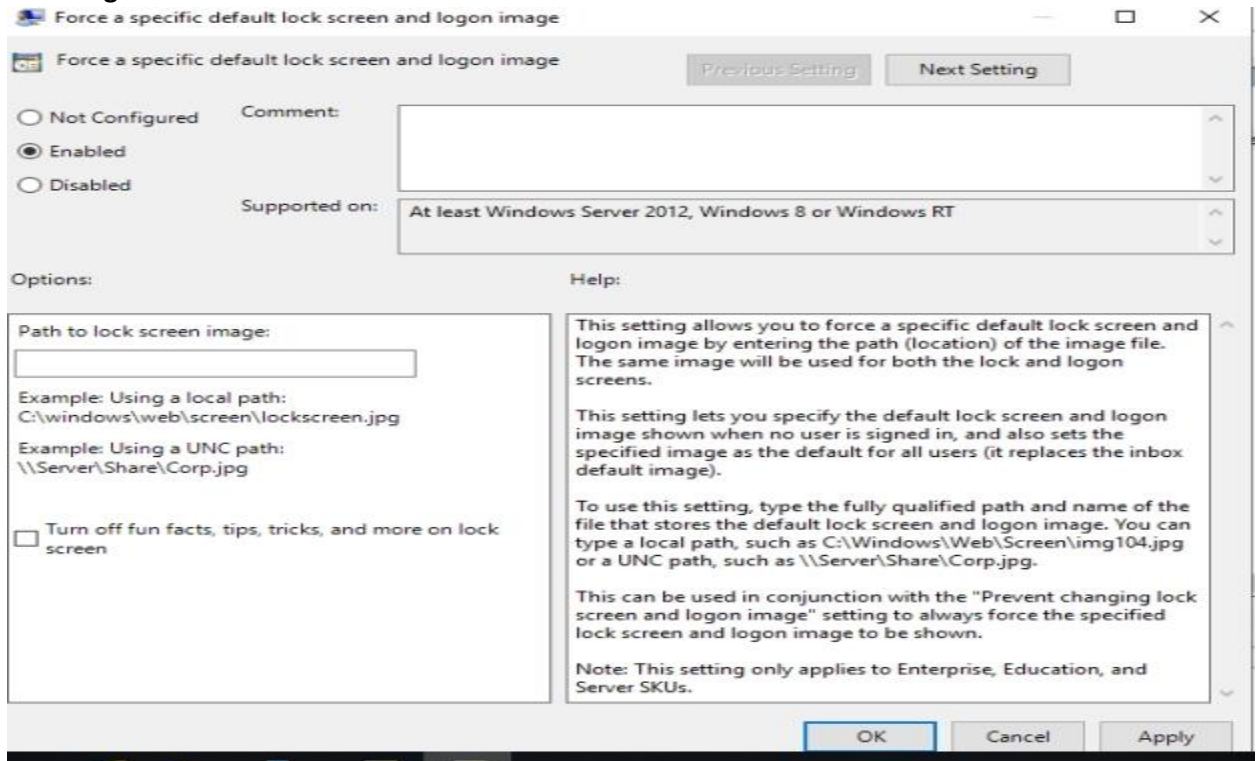 Force a specific default lock screen and logon image
Force a specific default lock screen and logon image
Previous Setting
Next Setting
Not Configured
Enabled
Disabled
Comment:
Supported on:
At least Windows Server 2012, Windows 8 or Windows RT
Options:
Help:
Path to lock screen image:
Example: Using a local path:
C:\windows\web\screen\lockscreen.jpg
Example: Using a UNC path:
\\Server\Share\Corp.jpg
Turn off fun facts, tips, tricks, and more on lock
screen
This setting allows you to force a specific default lock screen and
logon image by entering the path (location) of the image file.
The same image will be used for both the lock and logon
screens.
This setting lets you specify the default lock screen and logon
image shown when no user is signed in, and also sets the
specified image as the default for all users (it replaces the inbox
default image).
To use this setting, type the fully qualified path and name of the
file that stores the default lock screen and logon image. You can
type a local path, such as C:\Windows\Web\Screen\img104.jpg
or a UNC path, such as \\Server\Share\Corp.jpg.
This can be used in conjunction with the "Prevent changing lock
screen and logon image" setting to always force the specified
lock screen and logon image to be shown.
Note: This setting only applies to Enterprise, Education, and
Server SKUs.
OK
Cancel
Apply